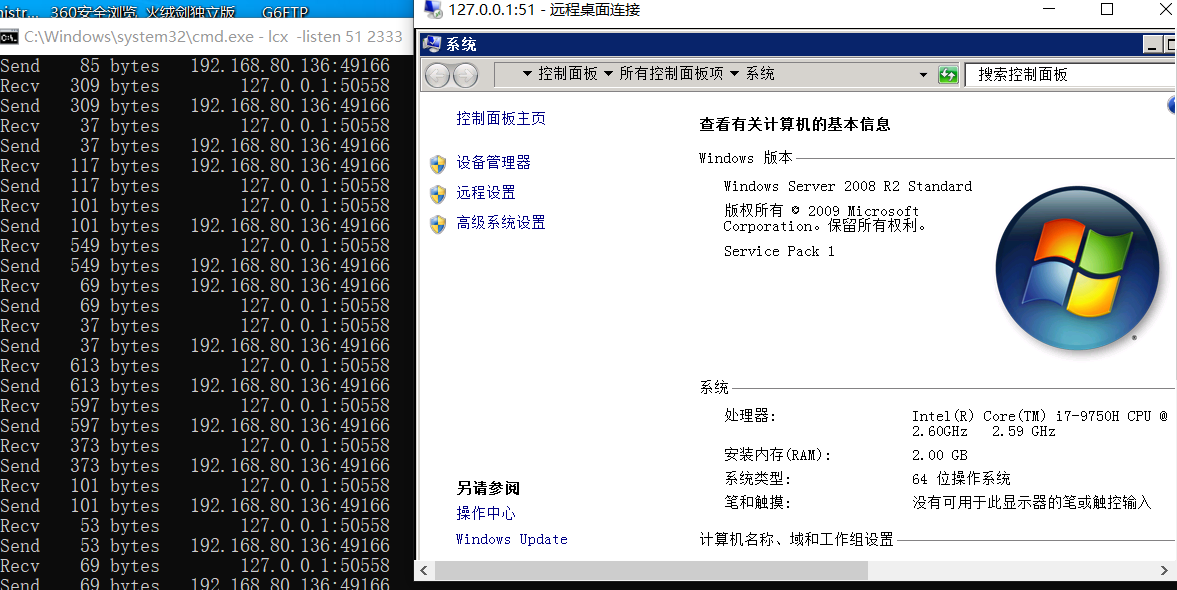 nistr... 360安全浏览 火绒剑独立版 G6FTP
C:\Windows\system32\cmd.exe - lcx -listen 51 2333
Send 85 bytes 192.168.80.136:49166
Recv 309 bytes 127.0.0.1:50558
Send 309 bytes 192.168.80.136:49166
Recv 37 bytes 127.0.0.1:50558
Send 37 bytes 192.168.80.136:49166
Recv 117 bytes 192.168.80.136:49166
Send 117 bytes 127.0.0.1:50558
Recv 101 bytes 127.0.0.1:50558
Send 101 bytes 192.168.80.136:49166
Recv 549 bytes 127.0.0.1:50558
Send 549 bytes 192.168.80.136:49166
Recv 69 bytes 192.168.80.136:49166
Send 69 bytes 127.0.0.1:50558
Recv 37 bytes 127.0.0.1:50558
Send 37 bytes 192.168.80.136:49166
Recv 613 bytes 127.0.0.1:50558
Send 613 bytes 192.168.80.136:49166
Recv 597 bytes 127.0.0.1:50558
Send 597 bytes 192.168.80.136:49166
Recv 373 bytes 127.0.0.1:50558
Send 373 bytes 192.168.80.136:49166
Recv 101 bytes 127.0.0.1:50558
Send 101 bytes 192.168.80.136:49166
Recv 53 bytes 127.0.0.1:50558
Send 53 bytes 192.168.80.136:49166
Recv 69 bytes 127.0.0.1:50558
Send 69 bytes 192.168.80.136:49166
127.0.0.1:51 - 远程桌面连接
系统
控制面板 所有控制面板项 系统
搜索控制面板
控制面板主页
设备管理器
远程设置
高级系统设置
另请参阅
操作中心
Windows Update
查看有关计算机的基本信息
Windows 版本
Windows Server 2008 R2 Standard
版权所有 © 2009 Microsoft
Corporation。保留所有权利。
Service Pack 1
系统
处理器: Intel(R) Core(TM) i7-9750H CPU @
2.60GHz 2.59 GHz
安装内存(RAM): 2.00 GB
系统类型: 64 位操作系统
笔和触摸: 没有可用于此显示器的笔或触控输入
计算机名称、域和工作组设置